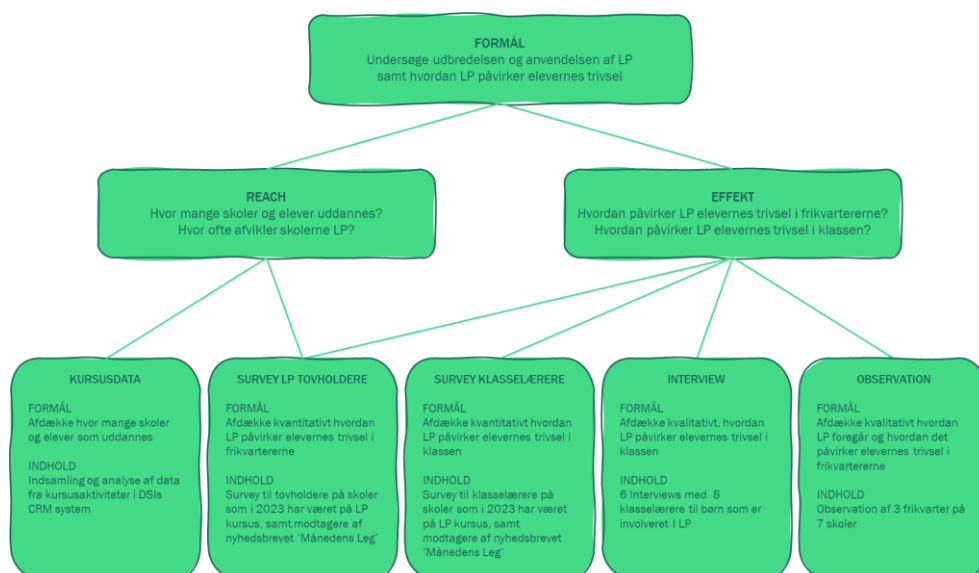 FORMÅL
Undersøge udbredelsen og anvendelsen af LP
samt hvordan LP påvirker elevernes trivsel
REACH
Hvor mange skoler og elever uddannes?
Hvor ofte afvikler skolerne LP?
EFFEKT
Hvordan påvirker LP elevernes trivsel i frikvartererne?
Hvordan påvirker LP elevernes trivsel i klassen?
KURSUSDATA
FORMÅL
Afdække hvor mange skoler
og elever som uddannes
INDHOLD
Indsamling og analyse af data
fra kursusaktiviteter i DSIs
CRM system
SURVEY LP TOVHOLDERE
FORMÅL
Afdække kvantitativt hvordan
LP påvirker elevernes trivsel i
frikvartererne
INDHOLD
Survey til tovholdere på skoler
som i 2023 har været på LP
kursus, samt modtagere af
nyhedsbrevet 'Månedens Leg'
SURVEY KLASSELÆRERE
FORMÅL
Afdække kvantitativt hvordan
LP påvirker elevernes trivsel i
klassen
INDHOLD
Survey til klasselærere på
skoler som i 2023 har været
på LP kursus, samt
modtagere af nyhedsbrevet
'Månedens Leg'
INTERVIEW
FORMÅL
Afdække kvalitativt, hvordan
LP påvirker elevernes trivsel i
klassen
INDHOLD
6 Interviews med 8
klasselærere til børn som er
involveret I LP
OBSERVATION
FORMÅL
Afdække kvalitativt hvordan
LP foregår og hvordan det
påvirker elevernes trivsel i
frikvartererne
INDHOLD
Observation af 3 frikvarter på
7 skoler